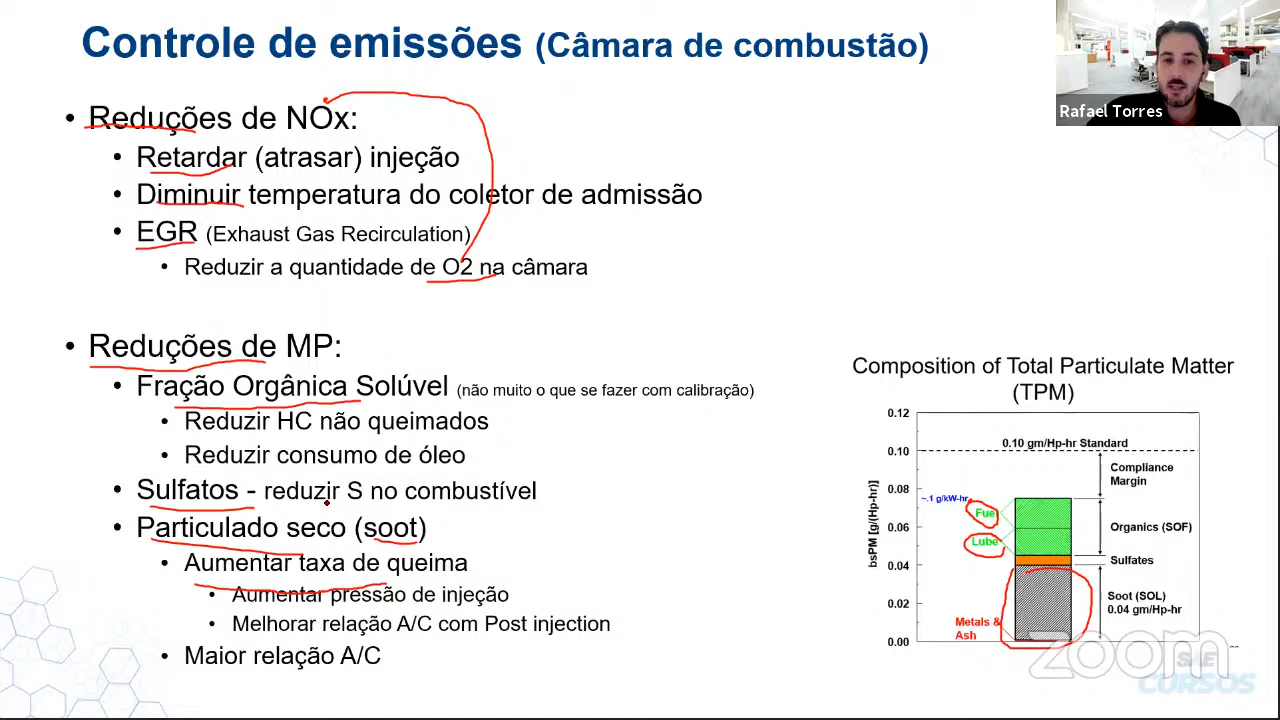 Controle de emissões (Câmara de combustão)
Rafael Torres
• Reduções de NOx:
• Retardar (atrasar) injeção
• Diminuir temperatura do coletor de admissão
• EGR (Exhaust Gas Recirculation)
• Reduzir a quantidade de O2 na câmara
• Reduções de MP:
• Fração Orgânica Solúvel (não muito o que se fazer com calibração)
• Reduzir HC não queimados
• Reduzir consumo de óleo
• Sulfatos - reduzir S no combustível
• Particulado seco (soot)
• Aumentar taxa de queima
• Aumentar pressão de injeção
• Melhorar relação A/C com Post injection
• Maior relação A/C
Composition of Total Particulate Matter
(TPM)
0.12
0.10
0.08
0.06
0.04
0.02
0.00
bsPM [g/(Hp-hr)]
0.10 gm/Hp-hr Standard
Compliance
Margin
~.1 g/kW-hr
Fuel
Lube
Organics (SOF)
Sulfates
Soot (SOL)
0.04 gm/Hp-hr
Metals &
Ash
zoom
SAE
CURSOS